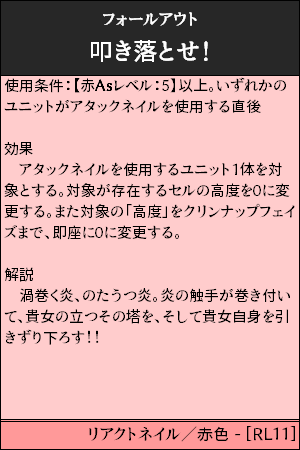 フォールアウト
叩き落とせ!
使用条件:【赤Asレベル:5】以上。いずれかの
ユニットがアタックネイルを使用する直後
効果
アタックネイルを使用するユニット1体を対
象とする。対象が存在するセルの高度を0に変
更する。また対象の「高度」をクリンナップフェイ
ズまで、即座に0に変更する。
解説
渦巻く炎、のたうつ炎。炎の触手が巻き付い
て、貴女の立つその塔を、そして貴女自身を引
きずり下ろす!!
リアクトネイル/赤色 - [RL11]